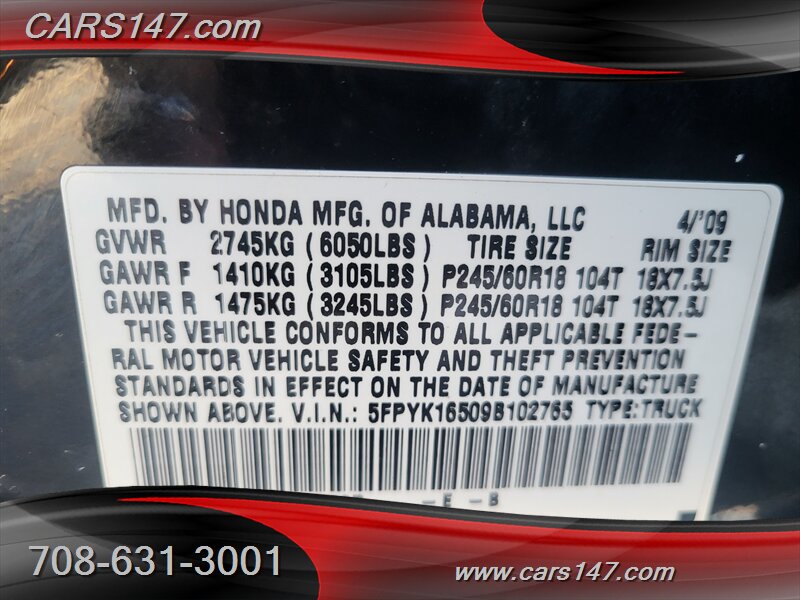 CARS147.com
MFD. BY HONDA MFG. OF ALABAMA, LLC 4/'09
GVWR 2745KG (6050LBS) TIRE SIZE RIM SIZE
GAWR F 1410KG (3105LBS) P245/60R18 104T 18X7.5J
GAWR R 1475KG (3245LBS) P245/60R18 104T 18X7.5J
THIS VEHICLE CONFORMS TO ALL APPLICABLE FEDE-
RAL MOTOR VEHICLE SAFETY AND THEFT PREVENTION
STANDARDS IN EFFECT ON THE DATE OF MANUFACTURE
SHOWN ABOVE. V.I.N.: 5FPYK16509B102765 TYPE:TRUCK
-E-B
708-631-3001
www.cars147.com